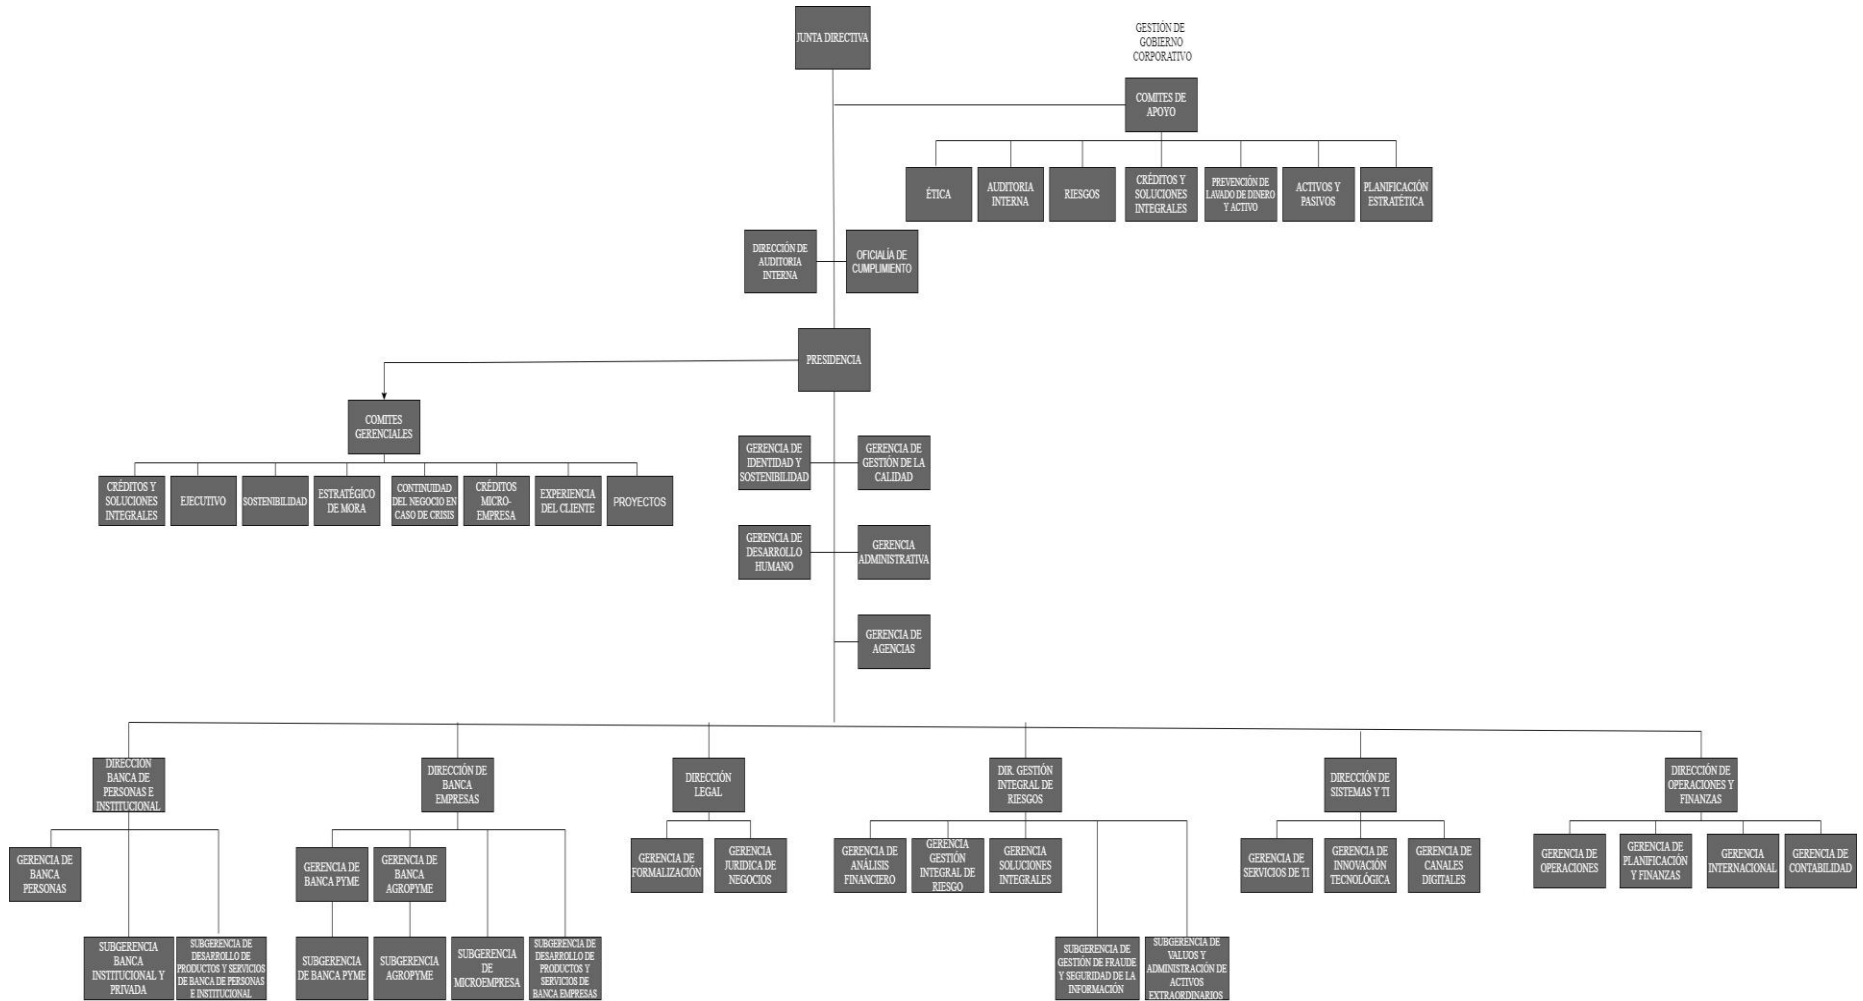 JUNTA DIRECTIVA
GESTIÓN DE
GOBIERNO
CORPORATIVO
COMITES DE
APOYO
ÉTICA
AUDITORIA
INTERNA
RIESGOS
CRÉDITOS Y
SOLUCIONES
INTEGRALES
PREVENCIÓN DE
LAVADO DE DINERO
Y ACTIVO
ACTIVOS Y
PASIVOS
PLANIFICACIÓN
ESTRATÉTICA
DIRECCIÓN DE
AUDITORIA
INTERNA
OFICIALÍA DE
CUMPLIMIENTO
PRESIDENCIA
COMITES
GERENCIALES
CRÉDITOS Y
SOLUCIONES
INTEGRALES
EJECUTIVO
SOSTENIBILIDAD
ESTRATÉGICO
DE MORA
CONTINUIDAD
DEL NEGOCIO EN
CASO DE CRISIS
CRÉDITOS
MICRO-
EMPRESA
EXPERIENCIA
DEL CLIENTE
PROYECTOS
GERENCIA DE
IDENTIDAD Y
SOSTENIBILIDAD
GERENCIA DE
GESTIÓN DE LA
CALIDAD
GERENCIA DE
DESARROLLO
HUMANO
GERENCIA
ADMINISTRATIVA
GERENCIA DE
AGENCIAS
DIRECCIÓN
BANCA DE
PERSONAS E
INSTITUCIONAL
DIRECCIÓN DE
BANCA
EMPRESAS
DIRECCIÓN
LEGAL
DIR. GESTIÓN
INTEGRAL DE
RIESGOS
DIRECCIÓN DE
SISTEMAS Y TI
DIRECCIÓN DE
OPERACIONES Y
FINANZAS
GERENCIA DE
BANCA
PERSONAS
GERENCIA DE
BANCA PYME
GERENCIA DE
BANCA
AGROPYME
GERENCIA DE
FORMALIZACIÓN
GERENCIA
JURIDICA DE
NEGOCIOS
GERENCIA DE
ANÁLISIS
FINANCIERO
GERENCIA
GESTIÓN
INTEGRAL DE
RIESGO
GERENCIA
SOLUCIONES
INTEGRALES
GERENCIA DE
SERVICIOS DE TI
GERENCIA DE
INNOVACIÓN
TECNOLÓGICA
GERENCIA DE
CANALES
DIGITALES
GERENCIA DE
OPERACIONES
GERENCIA DE
PLANIFICACIÓN
Y FINANZAS
GERENCIA
INTERNACIONAL
GERENCIA DE
CONTABILIDAD
SUBGERENCIA
BANCA
INSTITUCIONAL Y
PRIVADA
SUBGERENCIA DE
DESARROLLO DE
PRODUCTOS Y SERVICIOS
DE BANCA DE PERSONAS
E INSTITUCIONAL
SUBGERENCIA
DE BANCA PYME
SUBGERENCIA
AGROPYME
SUBGERENCIA
DE
MICROEMPRESA
SUBGERENCIA DE
DESARROLLO DE
PRODUCTOS Y
SERVICIOS DE
BANCA EMPRESAS
SUBGERENCIA DE
GESTIÓN DE FRAUDE
Y SEGURIDAD DE LA
INFORMACIÓN
SUBGERENCIA DE
VALUOS Y
ADMINISTRACIÓN DE
ACTIVOS
EXTRAORDINARIOS